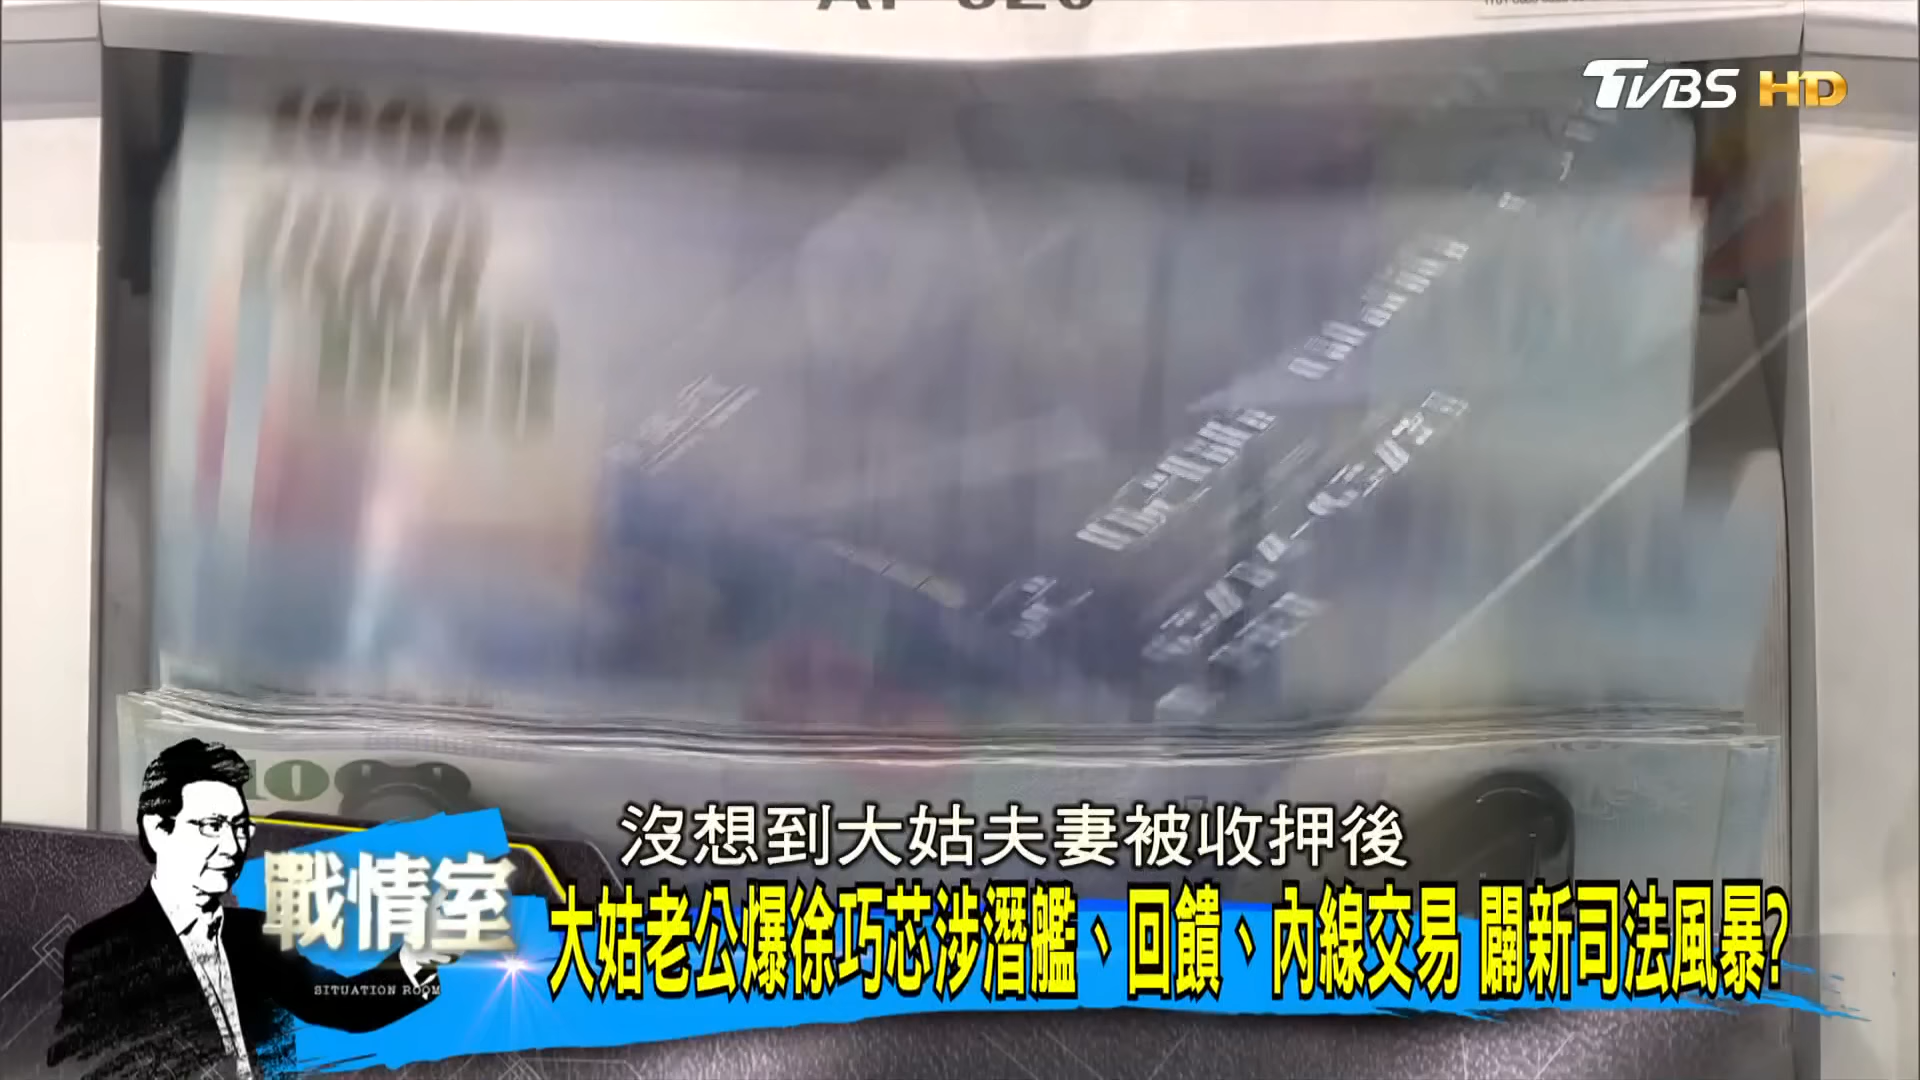 TVBS HD
1000
沒想到大姑夫妻被收押後
戰情室
SITUATION ROOM
大姑老公爆徐巧芯涉潛艦、回饋、內線交易 闢新司法風暴?